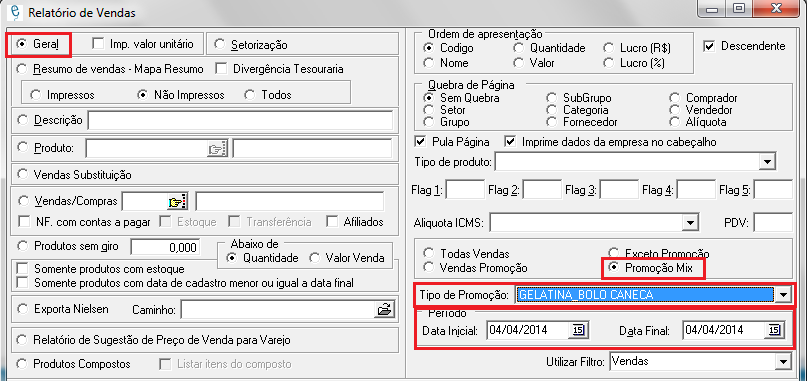 Relatório de Vendas
Geral
Imp. valor unitário
Setorização
Resumo de vendas - Mapa Resumo
Divergência Tesouraria
Impressos
Não Impressos
Todos
Descrição
Produto:
Vendas Substituição
Vendas/Compras
NF. com contas a pagar
Estoque
Transferência
Afiliados
Produtos sem giro
0,000
Abaixo de
Quantidade
Valor Venda
Somente produtos com estoque
Somente produtos com data de cadastro menor ou igual a data final
Exporta Nielsen
Caminho:
Relatório de Sugestão de Preço de Venda para Varejo
Produtos Compostos
Listar itens do composto
Ordem de apresentação
Codigo
Quantidade
Lucro (R$)
Descendente
Nome
Valor
Lucro (%)
Quebra de Página
Sem Quebra
SubGrupo
Comprador
Setor
Categoria
Vendedor
Grupo
Fornecedor
Alíquota
Pula Página
Imprime dados da empresa no cabeçalho
Tipo de produto:
Flag 1:
Flag 2:
Flag 3:
Flag 4:
Flag 5:
Aliquota ICMS:
PDV:
Todas Vendas
Exceto Promoção
Vendas Promoção
Promoção Mix
Tipo de Promoção:
GELATINA_BOLO CANECA
Período
Data Inicial:
04/04/2014
15
Data Final:
04/04/2014
15
Utilizar Filtro:
Vendas